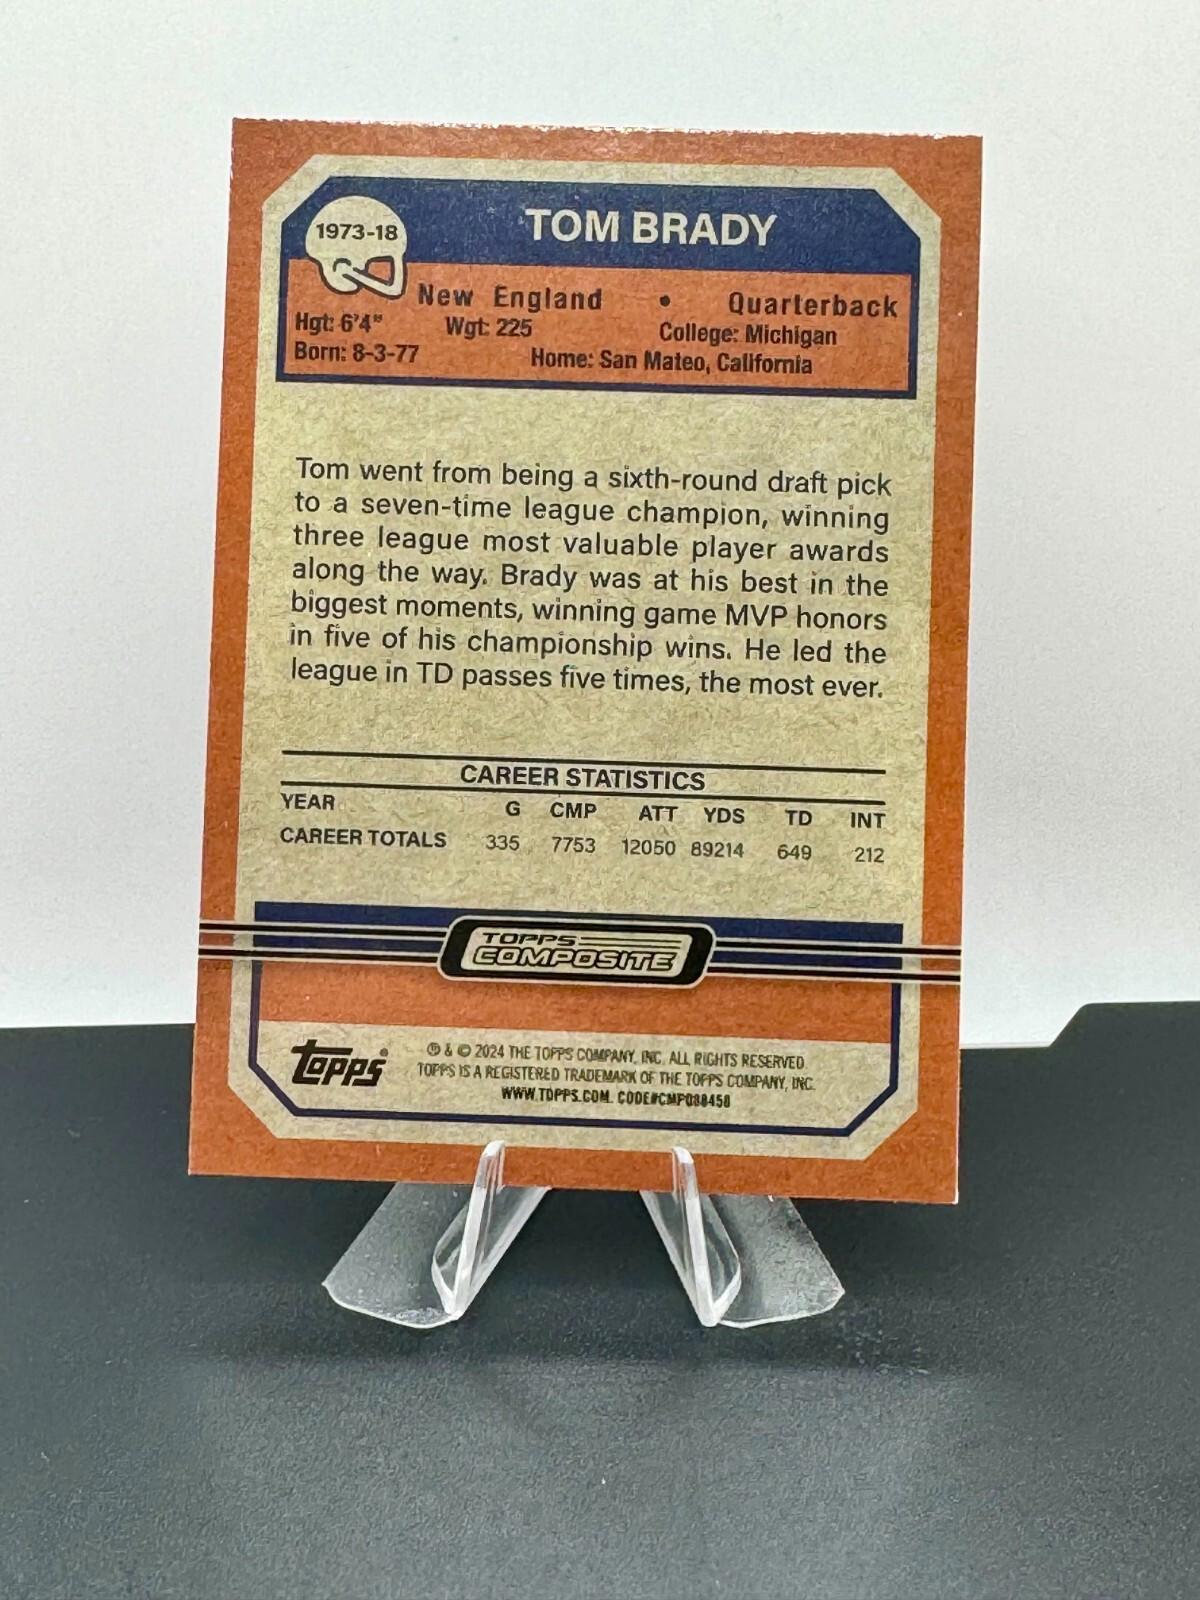 1973-18
TOM BRADY
New England • Quarterback
Hgt: 6'4" Wgt: 225 College: Michigan
Born: 8-3-77 Home: San Mateo, California
Tom went from being a sixth-round draft pick
to a seven-time league champion, winning
three league most valuable player awards
along the way. Brady was at his best in the
biggest moments, winning game MVP honors
in five of his championship wins. He led the
league in TD passes five times, the most ever.
CAREER STATISTICS
YEAR G CMP ATT YDS TD INT
CAREER TOTALS 335 7753 12050 89214 649 212
TOPPS
COMPOSITE
Topps®
® & © 2024 THE TOPPS COMPANY, INC. ALL RIGHTS RESERVED.
TOPPS IS A REGISTERED TRADEMARK OF THE TOPPS COMPANY, INC.
WWW.TOPPS.COM. CODE#CMP088458